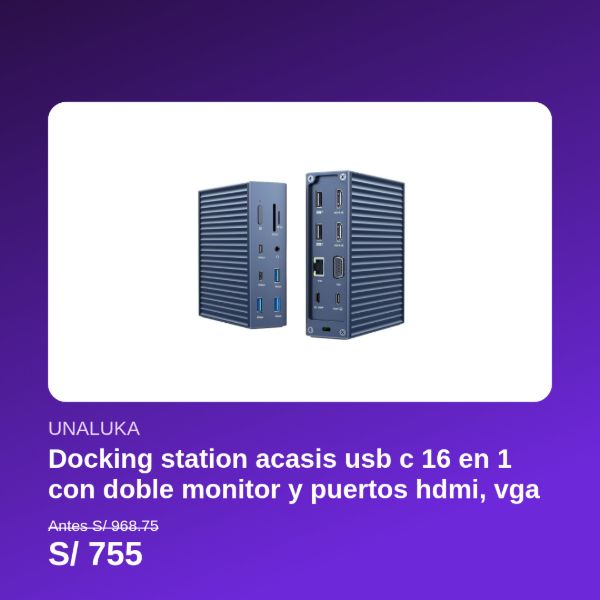 UNALUKA
Docking station acasis usb c 16 en 1
con doble monitor y puertos hdmi, vga
Antes S/ 968.75
S/ 755